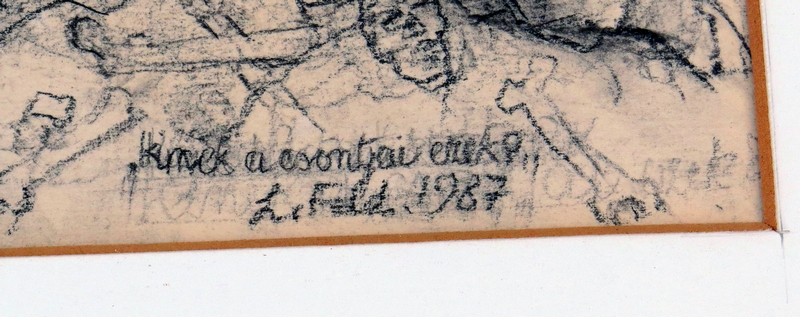 „kinek a csontjai ezek?"
L. Feld 1987